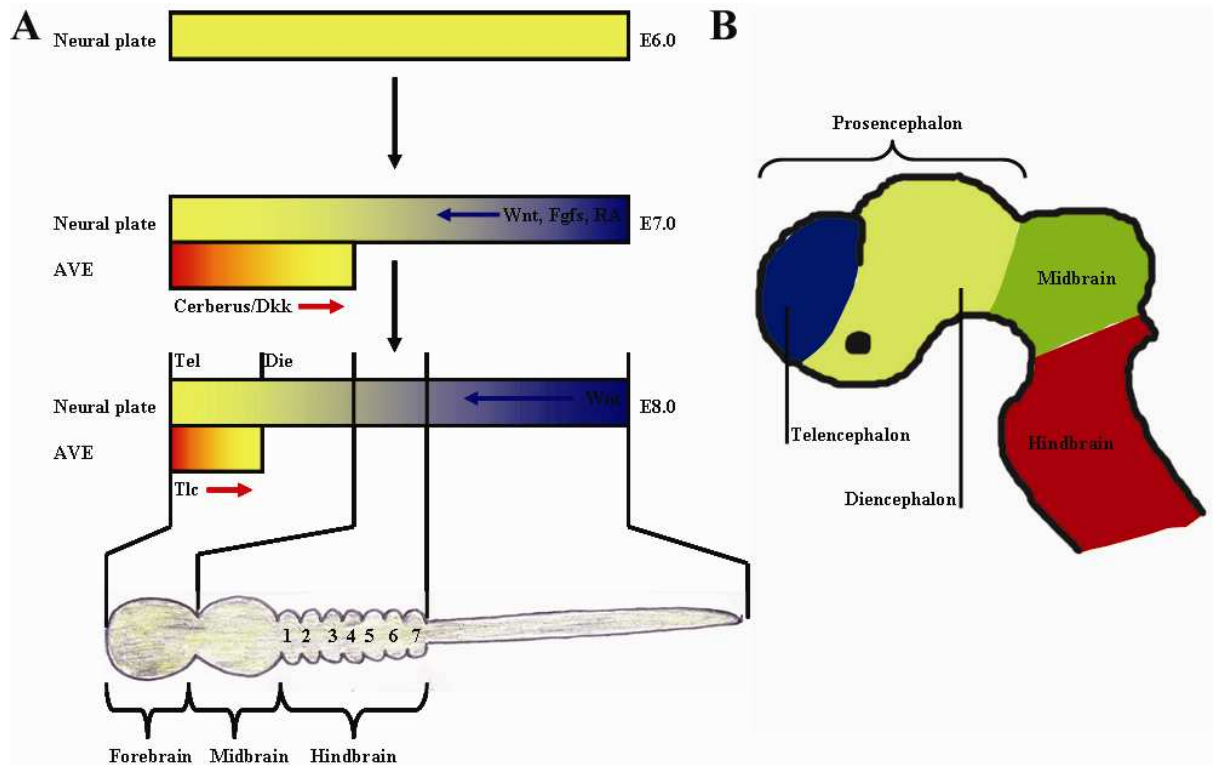 A
B
Neural plate
E6.0
Prosencephalon
Neural plate
Wnt, Fgfs, RA
E7.0
AVE
Cerberus/Dkk
Midbrain
Tel
Die
Neural plate
Wnt
E8.0
AVE
Telencephalon
Hindbrain
Tlc
Diencephalon
1 2 3 4 5 6 7
Forebrain Midbrain Hindbrain